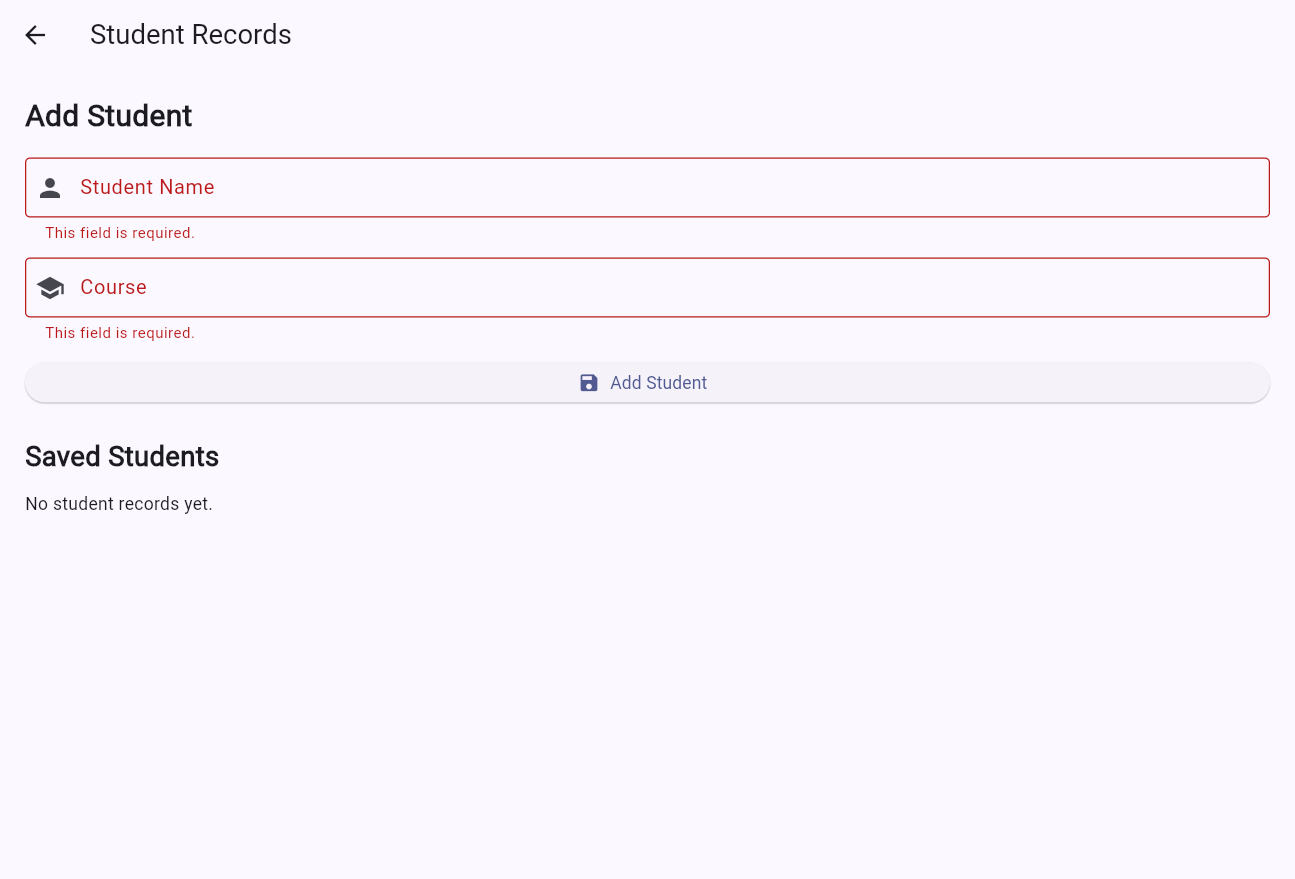 Student Records
Add Student
Student Name
This field is required.
Course
This field is required.
Add Student
Saved Students
No student records yet.